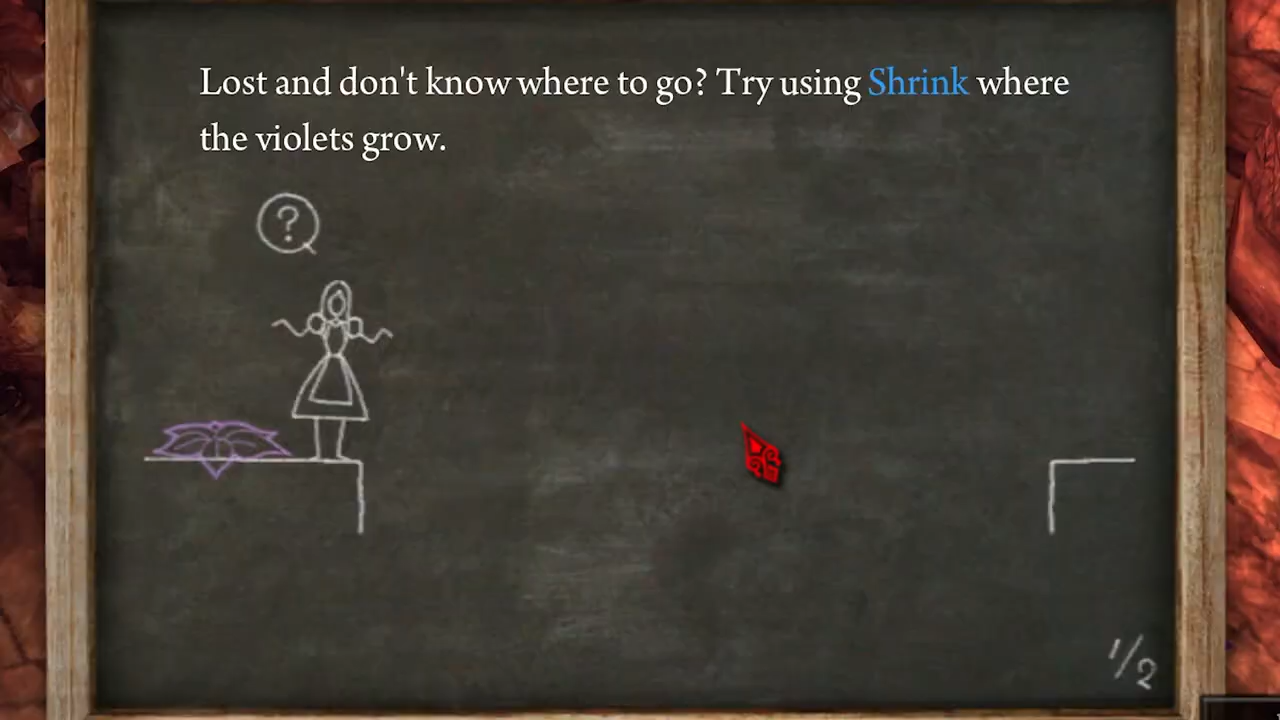 Lost and don't know where to go? Try using Shrink where
the violets grow.
?
1/2